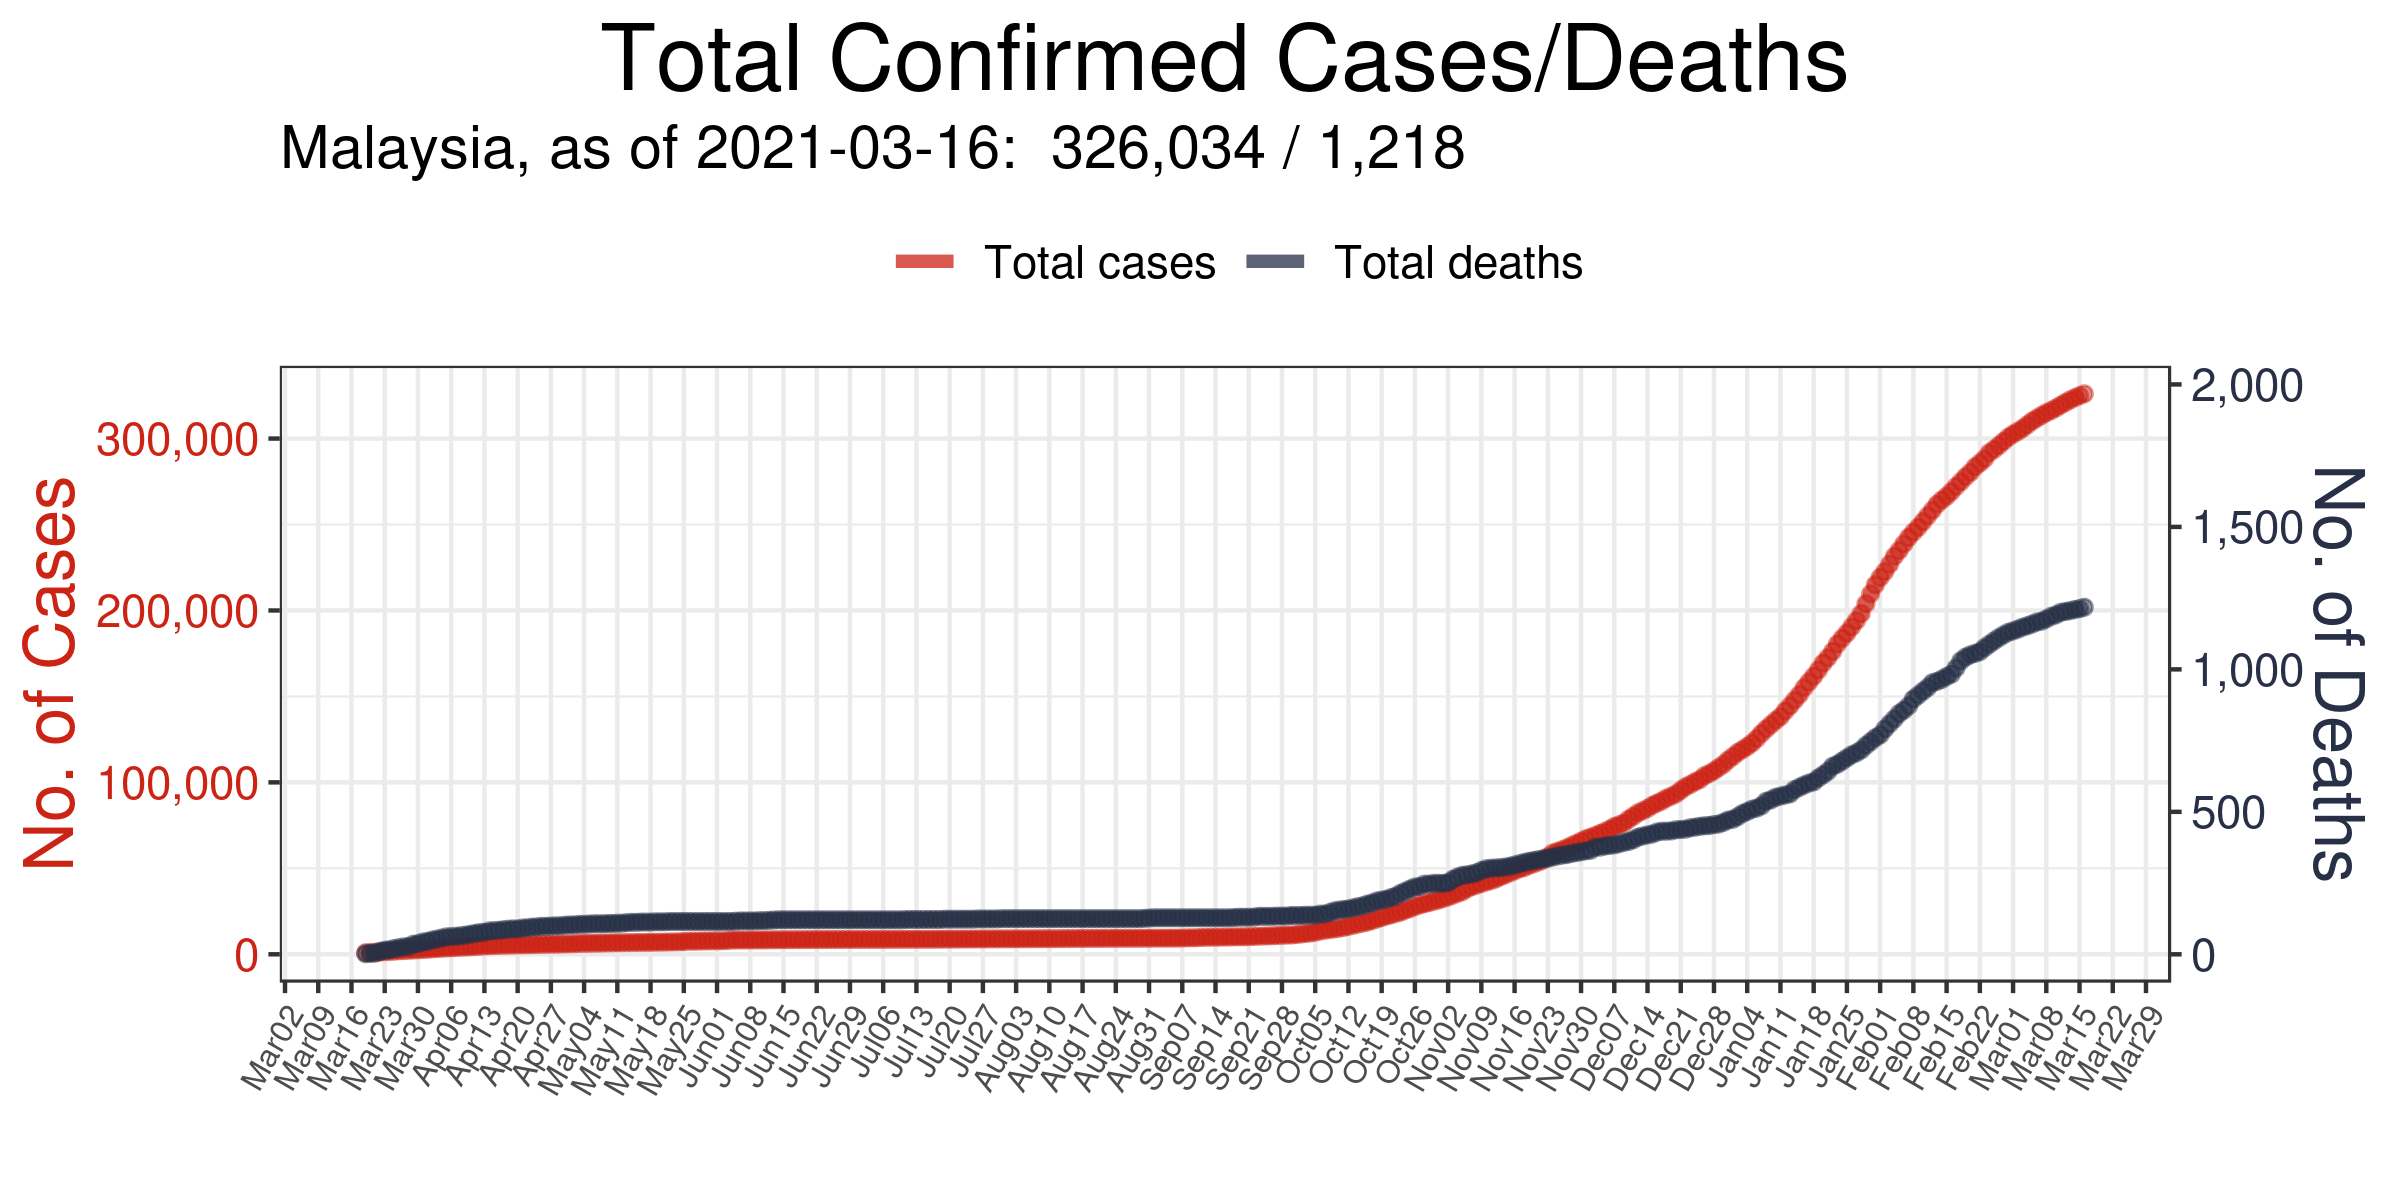 Total Confirmed Cases/Deaths
Malaysia, as of 2021-03-16:  326,034 / 1,218
Total cases
Total deaths
No. of Cases
300,000
200,000
100,000
0
2,000
1,500
1,000
500
0
No. of Deaths
Mar02
Mar09
Mar16
Mar23
Mar30
Apr06
Apr13
Apr20
Apr27
May04
May11
May18
May25
Jun01
Jun08
Jun15
Jun22
Jun29
Jul06
Jul13
Jul20
Jul27
Aug03
Aug10
Aug17
Aug24
Aug31
Sep07
Sep14
Sep21
Sep28
Oct05
Oct12
Oct19
Oct26
Nov02
Nov09
Nov16
Nov23
Nov30
Dec07
Dec14
Dec21
Dec28
Jan04
Jan11
Jan18
Jan25
Feb01
Feb08
Feb15
Feb22
Mar01
Mar08
Mar15
Mar22
Mar29